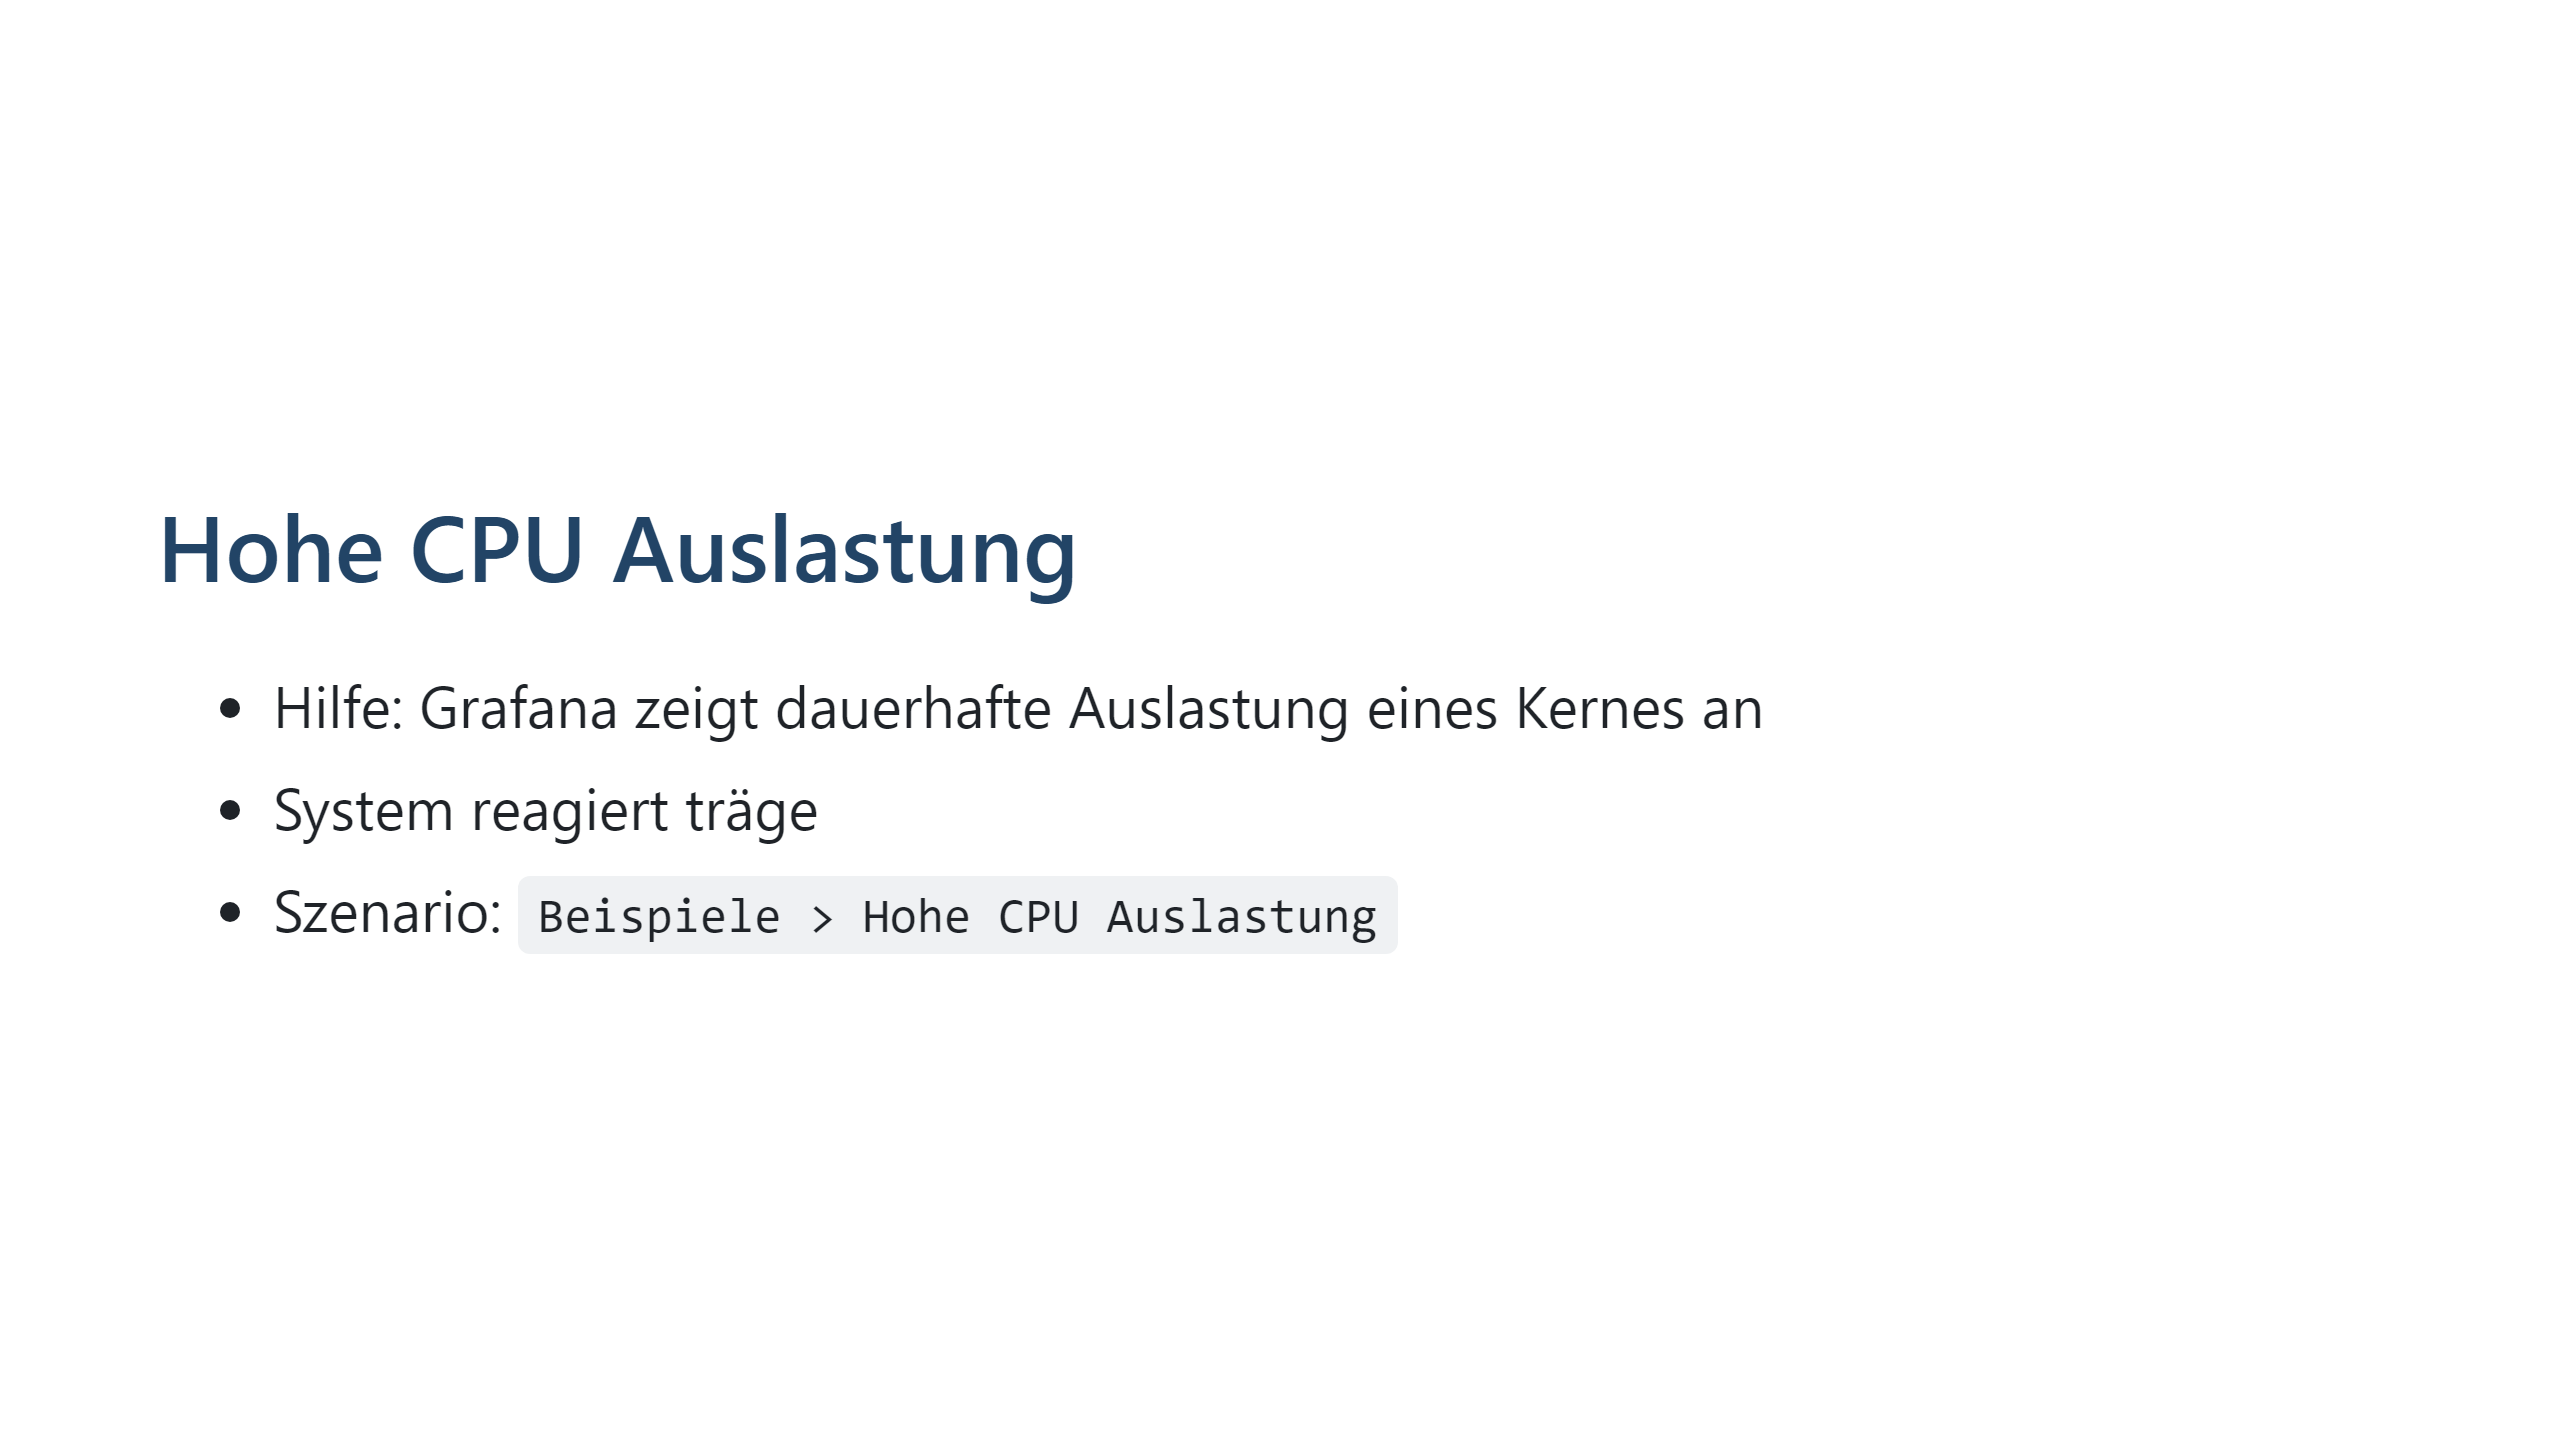 Hohe CPU Auslastung
• Hilfe: Grafana zeigt dauerhafte Auslastung eines Kernes an
• System reagiert träge
• Szenario: Beispiele > Hohe CPU Auslastung